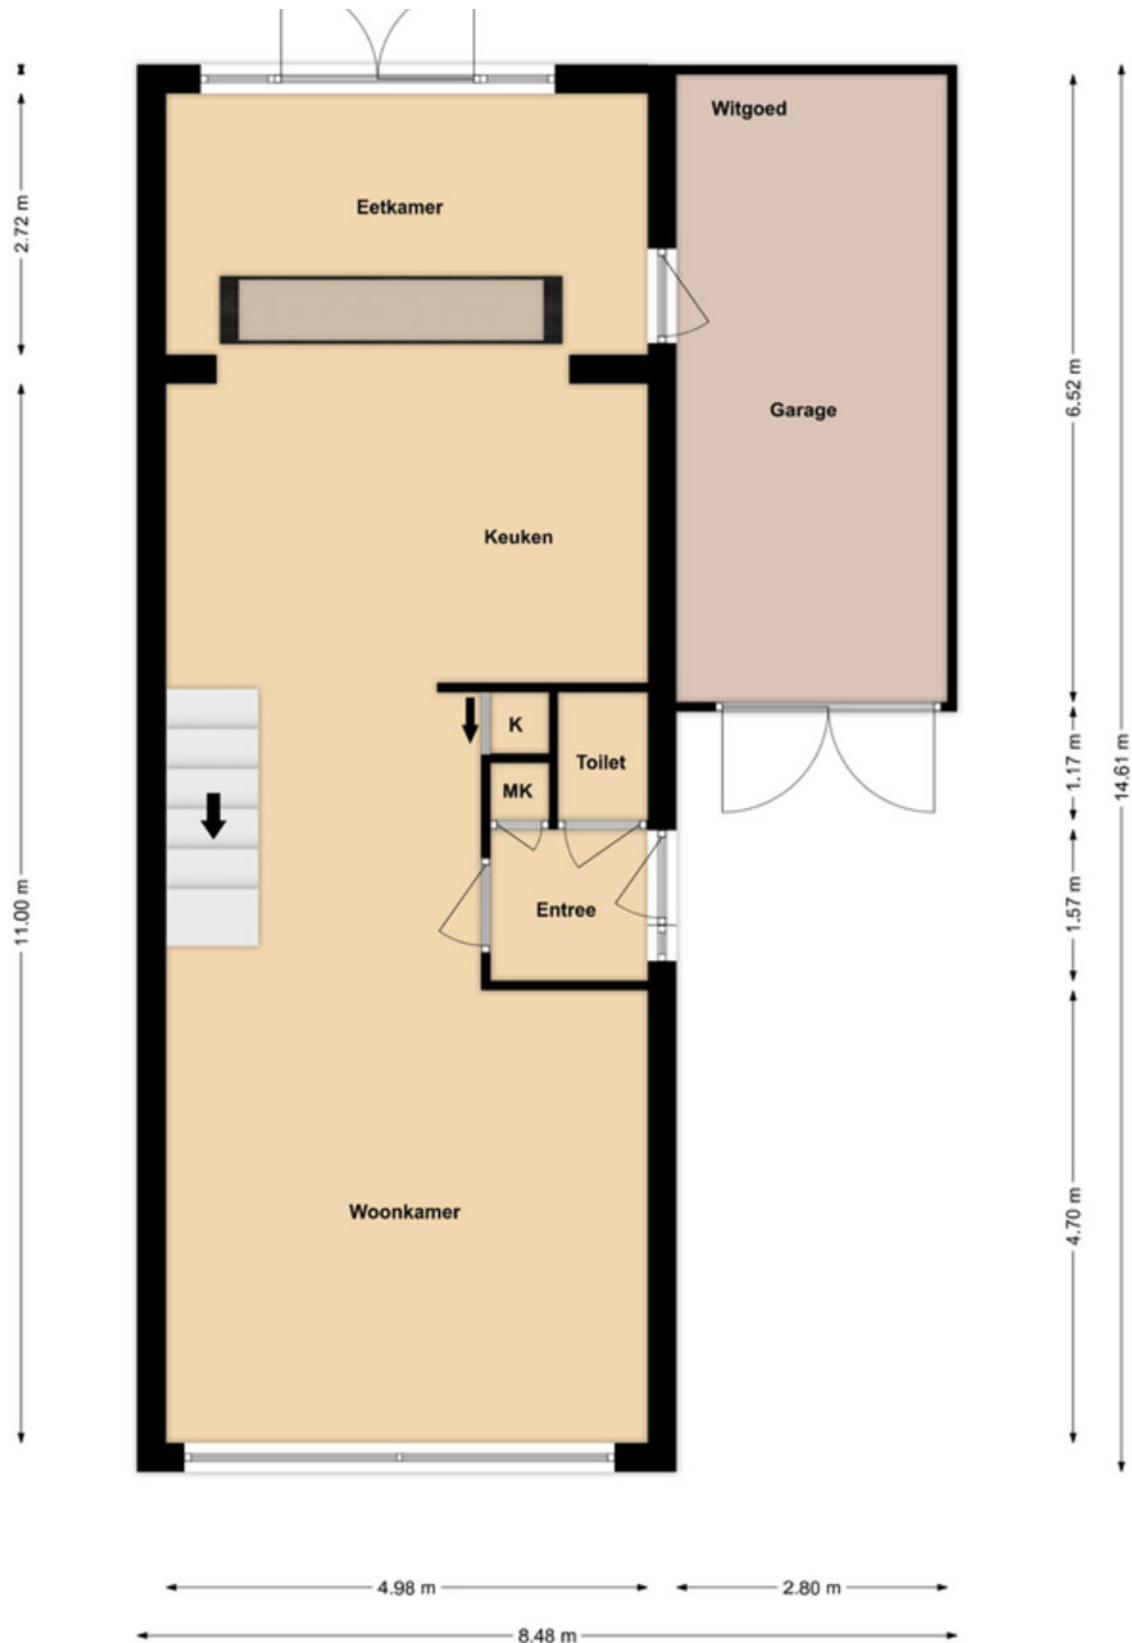 Witgoed
Eetkamer
2.72 m
6.52 m
Garage
Keuken
K
Toilet
MK
1.17 m
14.61 m
11.00 m
Entree
1.57 m
Woonkamer
4.70 m
4.98 m
2.80 m
8.48 m